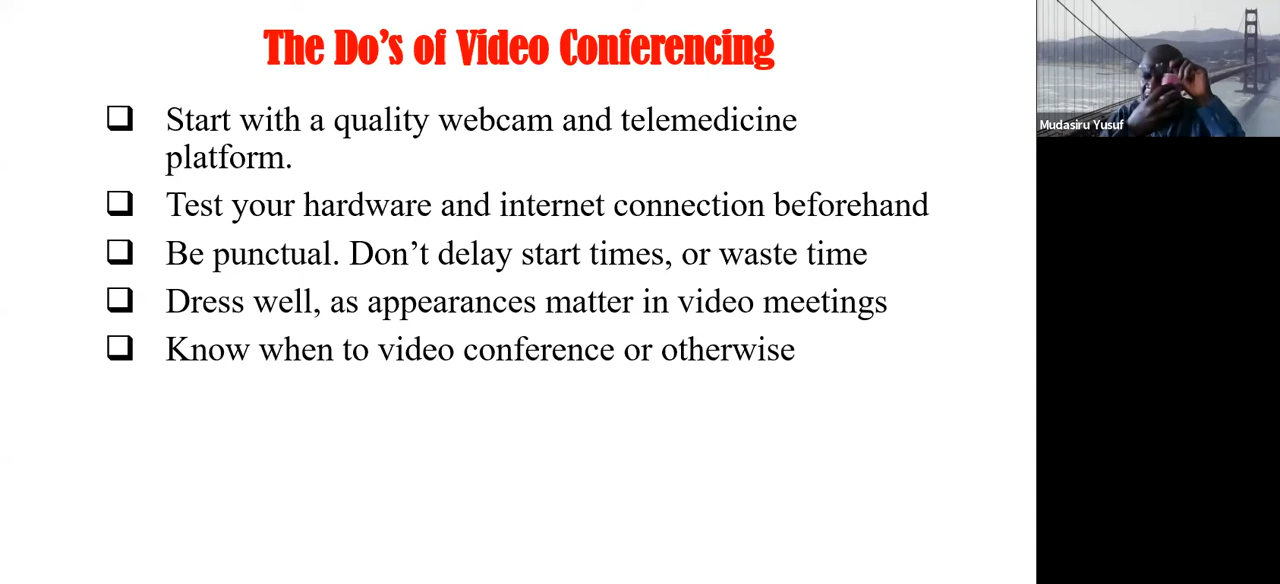 The Do’s of Video Conferencing
❑ Start with a quality webcam and telemedicine
platform.
❑ Test your hardware and internet connection beforehand
❑ Be punctual. Don’t delay start times, or waste time
❑ Dress well, as appearances matter in video meetings
❑ Know when to video conference or otherwise
Mudasiru Yusuf